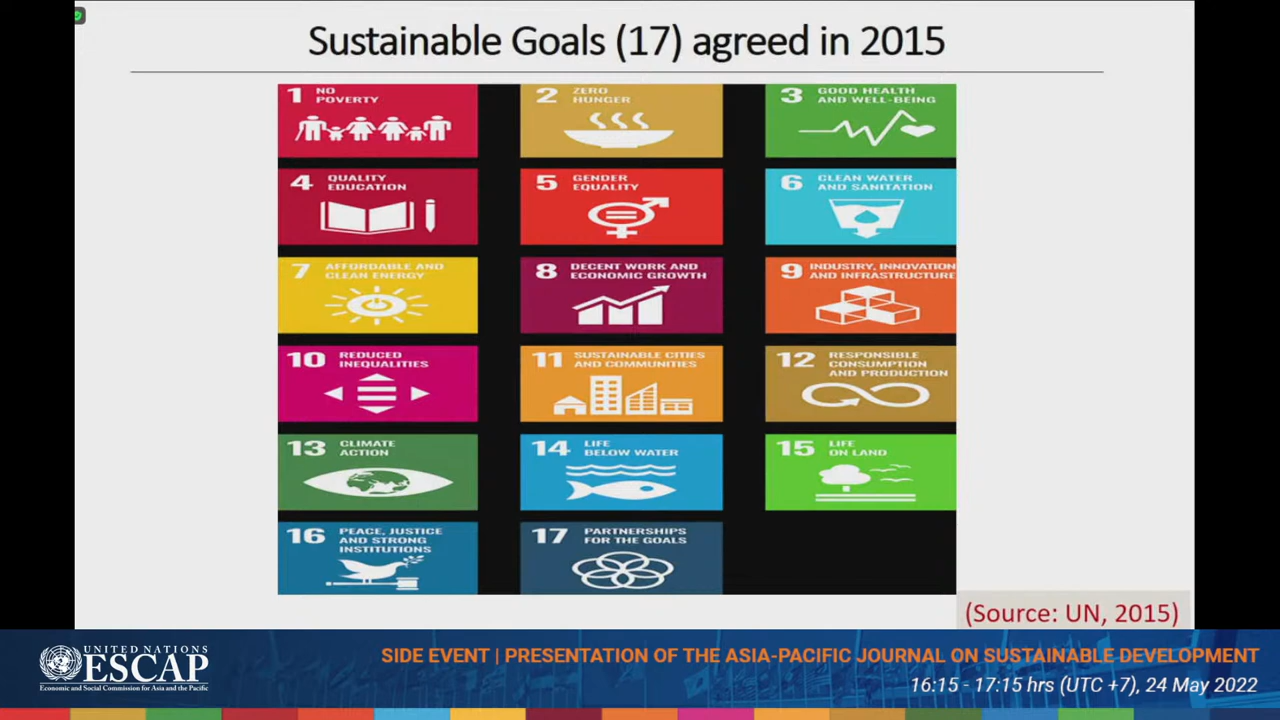 Sustainable Goals (17) agreed in 2015
1 NO
POVERTY
2 ZERO
HUNGER
3 GOOD HEALTH
AND WELL-BEING
4 QUALITY
EDUCATION
5 GENDER
EQUALITY
6 CLEAN WATER
AND SANITATION
7 AFFORDABLE AND
CLEAN ENERGY
8 DECENT WORK AND
ECONOMIC GROWTH
9 INDUSTRY, INNOVATION
AND INFRASTRUCTURE
10 REDUCED
INEQUALITIES
11 SUSTAINABLE CITIES
AND COMMUNITIES
12 RESPONSIBLE
CONSUMPTION
AND PRODUCTION
13 CLIMATE
ACTION
14 LIFE
BELOW WATER
15 LIFE
ON LAND
16 PEACE, JUSTICE
AND STRONG
INSTITUTIONS
17 PARTNERSHIPS
FOR THE GOALS
(Source: UN, 2015)
UNITED NATIONS
ESCAP
Economic and Social Commission for Asia and the Pacific
SIDE EVENT | PRESENTATION OF THE ASIA-PACIFIC JOURNAL ON SUSTAINABLE DEVELOPMENT
16:15 - 17:15 hrs (UTC +7), 24 May 2022